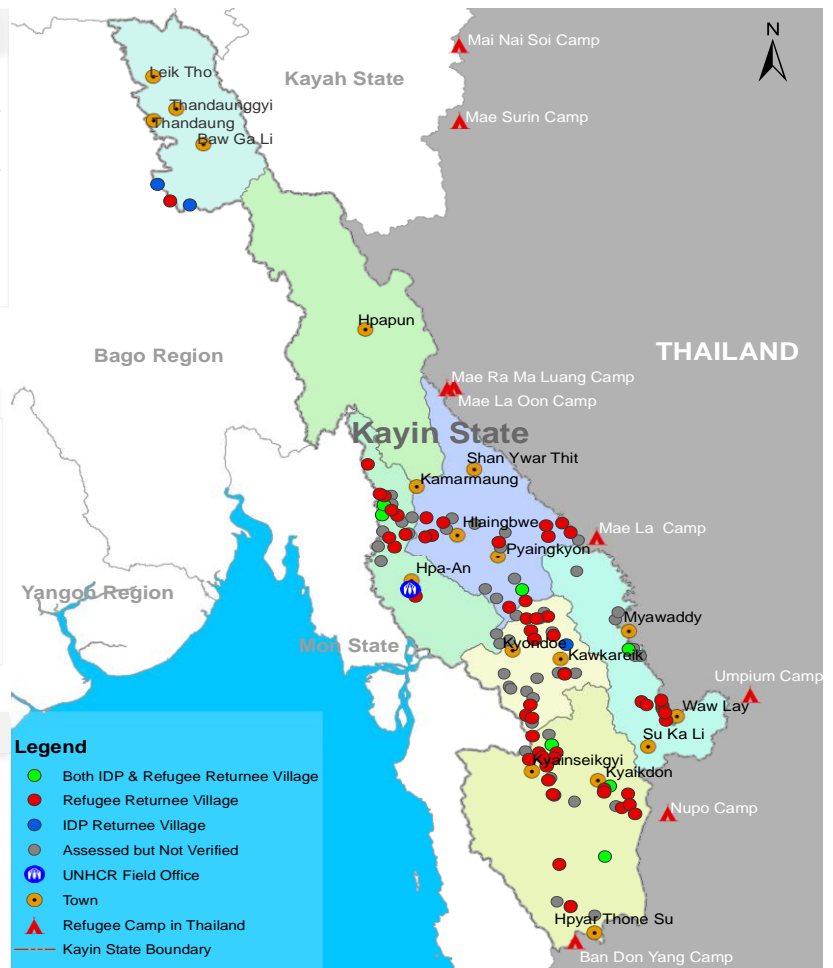 N
Mai Nai Soi Camp
Leik Tho
Kayah State
Thandaunggyi
Thandaung
Mae Surin Camp
Baw Ga Li
Hpapun
Bago Region
THAILAND
Mae Ra Ma Luang Camp
Mae La Oon Camp
Kayin State
Shan Ywar Thit
Kamarmaung
Hlaingbwe
Mae La Camp
Pyaingkyon
Hpa-An
Yangon Region
Myawaddy
Mon State
Kyondoe
Kawkareik
Umpium Camp
Waw Lay
Su Ka Li
Kyainseikgyi
Kyaikdon
Nupo Camp
Hpyar Thone Su
Ban Don Yang Camp
Legend
Both IDP & Refugee Returnee Village
Refugee Returnee Village
IDP Returnee Village
Assessed but Not Verified
UNHCR Field Office
Town
Refugee Camp in Thailand
Kayin State Boundary